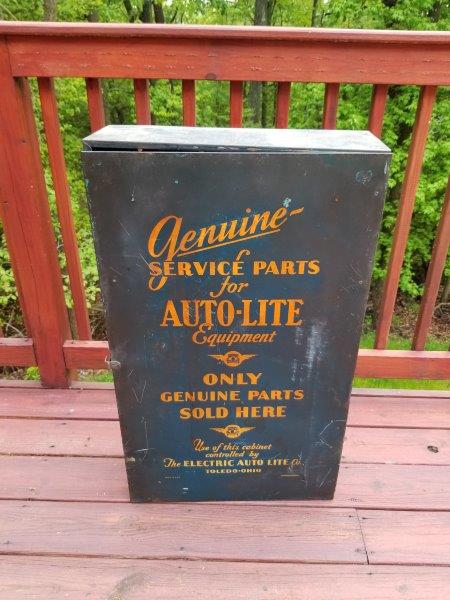 Genuine-
SERVICE PARTS
for
AUTO-LITE
Equipment
ONLY
GENUINE PARTS
SOLD HERE
Use of this cabinet
controlled by
The ELECTRIC AUTO LITE Co.
TOLEDO-OHIO